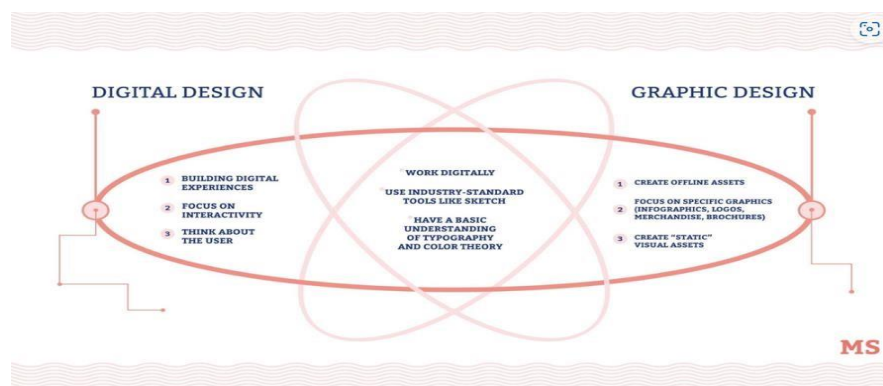 DIGITAL DESIGN
1 BUILDING DIGITAL
EXPERIENCES
2 FOCUS ON
INTERACTIVITY
3 THINK ABOUT
THE USER
WORK DIGITALLY
USE INDUSTRY-STANDARD
TOOLS LIKE SKETCH
HAVE A BASIC
UNDERSTANDING
OF TYPOGRAPHY
AND COLOR THEORY
GRAPHIC DESIGN
1 CREATE OFFLINE ASSETS
2 FOCUS ON SPECIFIC GRAPHICS
(INFOGRAPHICS, LOGOS,
MERCHANDISE, BROCHURES)
3 CREATE “STATIC”
VISUAL ASSETS
MS